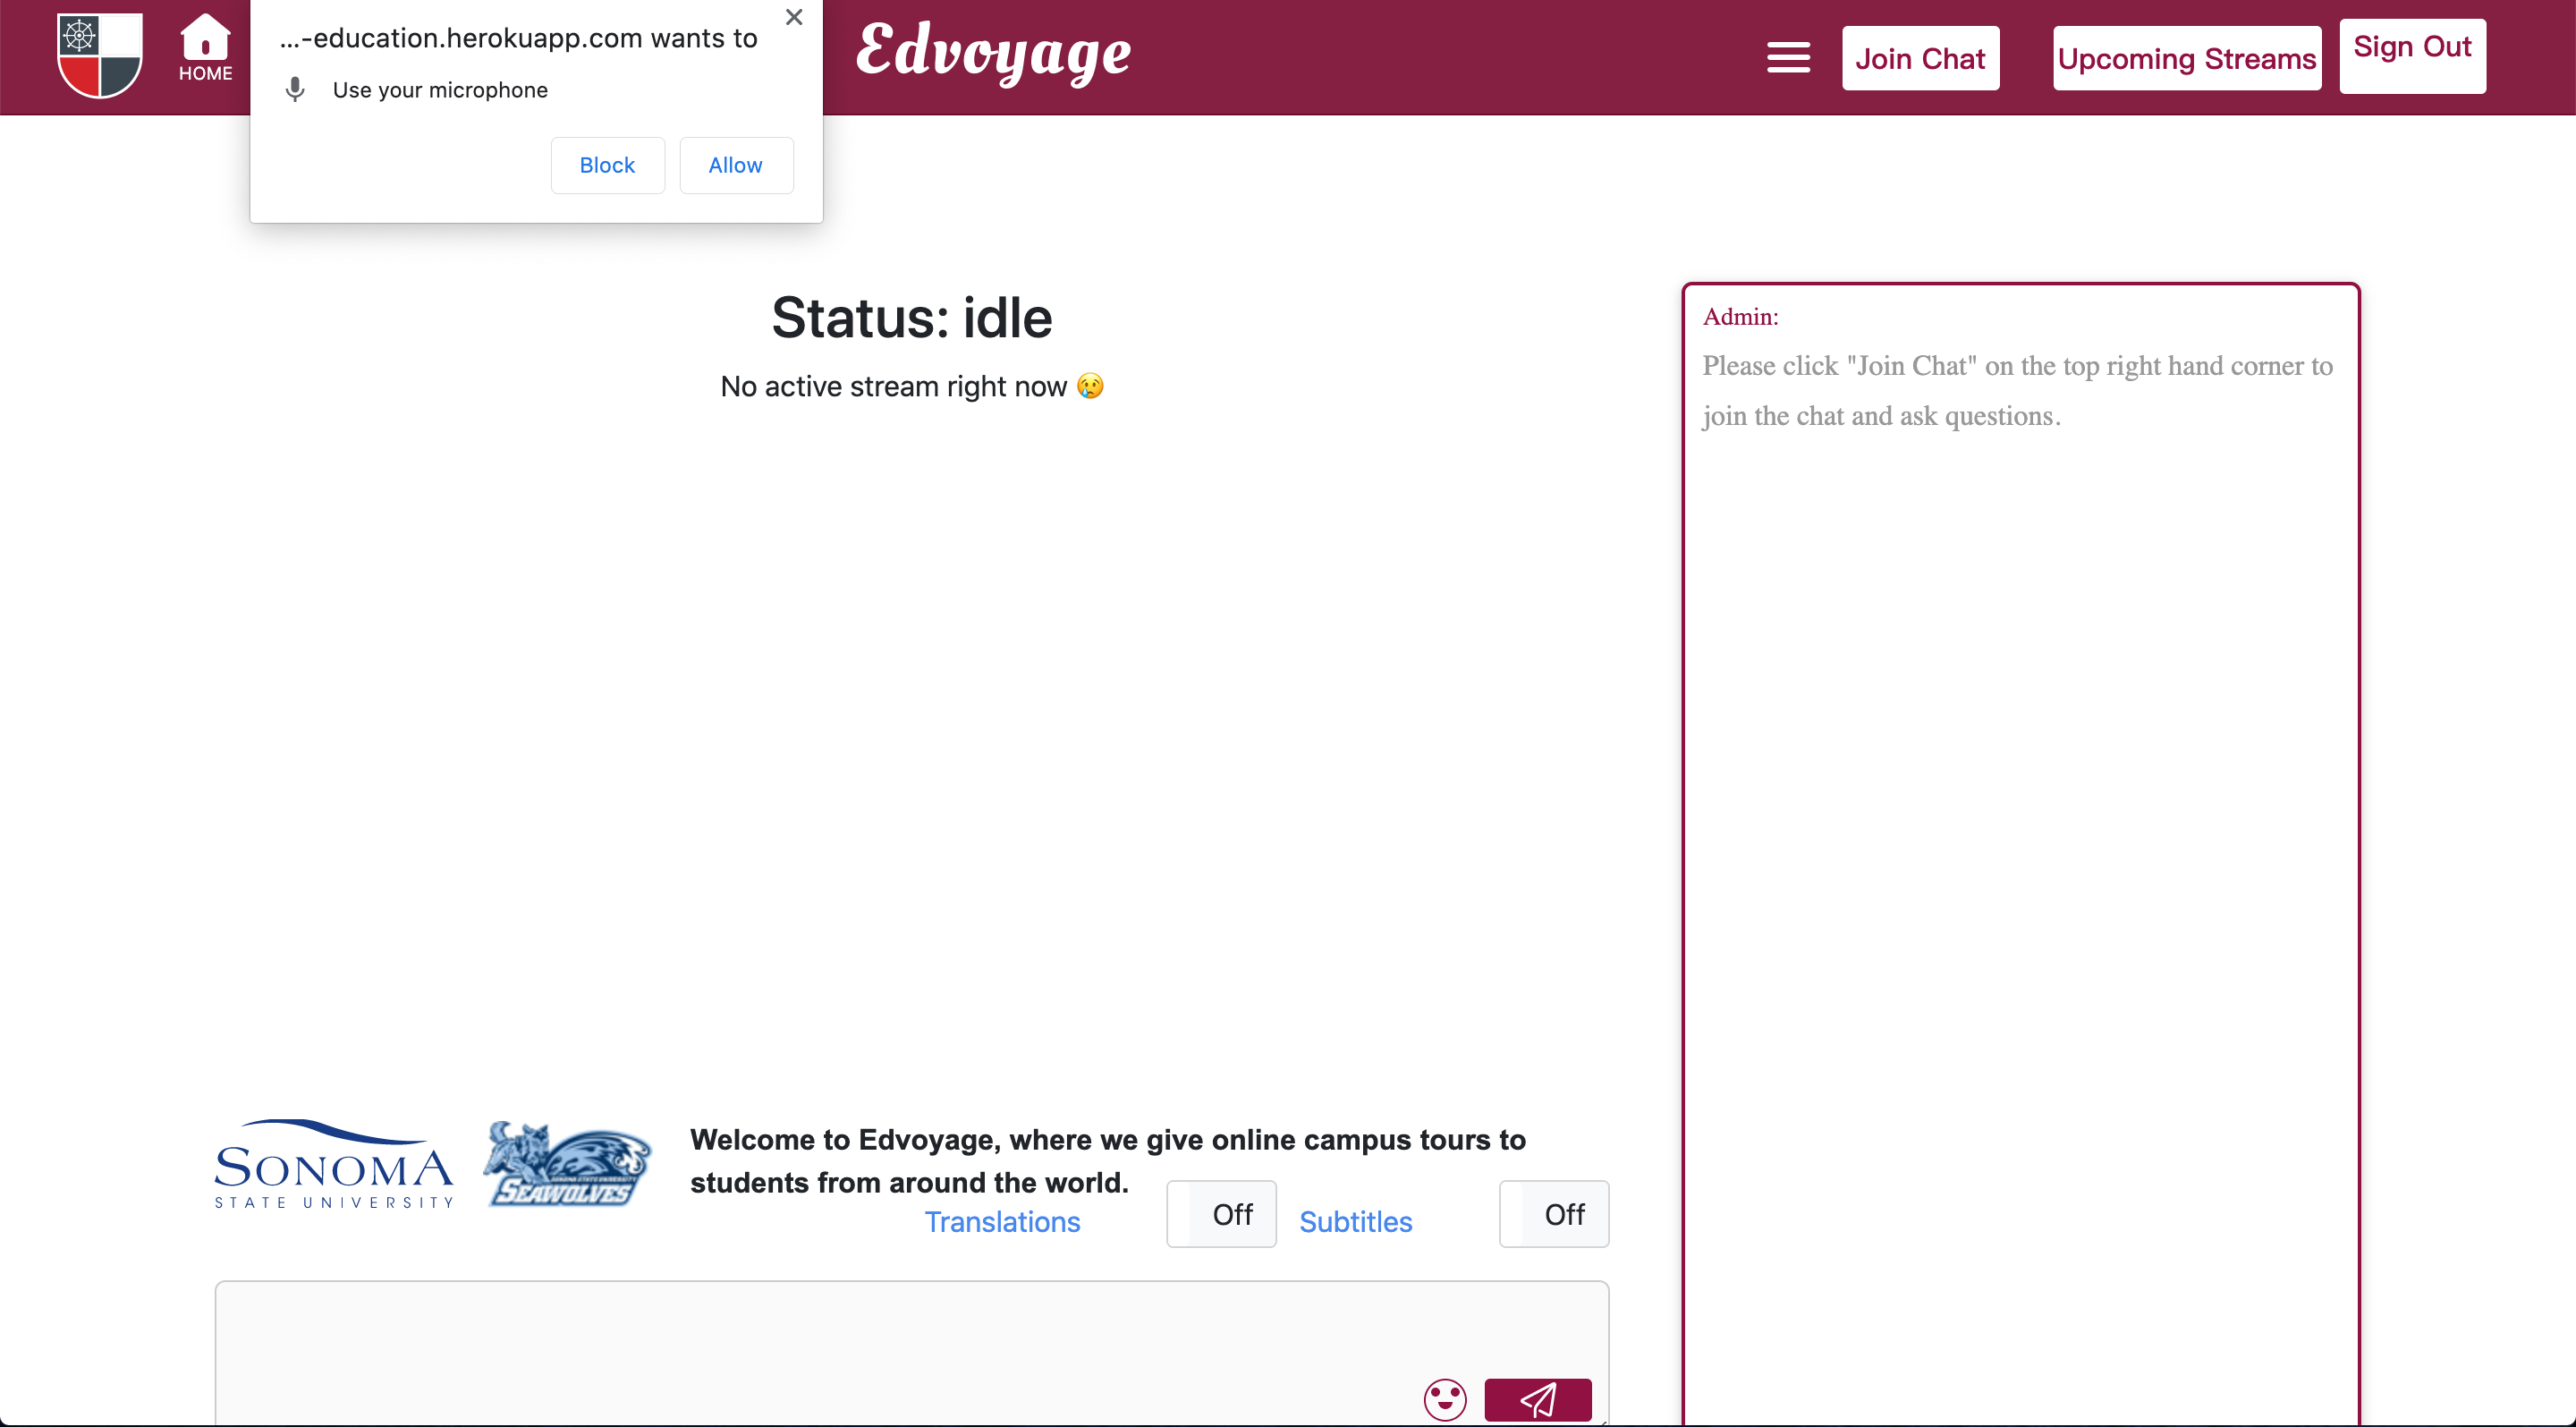 HOME
...-education.herokuapp.com wants to
Use your microphone
Block
Allow
Edvoyage
Join Chat
Upcoming Streams
Sign Out
Status: idle
No active stream right now 😢
Admin:
Please click "Join Chat" on the top right hand corner to
join the chat and ask questions.
SONOMA
STATE UNIVERSITY
SONOMA STATE UNIVERSITY
SEAWOLVES
Welcome to Edvoyage, where we give online campus tours to
students from around the world.
Translations
Off
Subtitles
Off